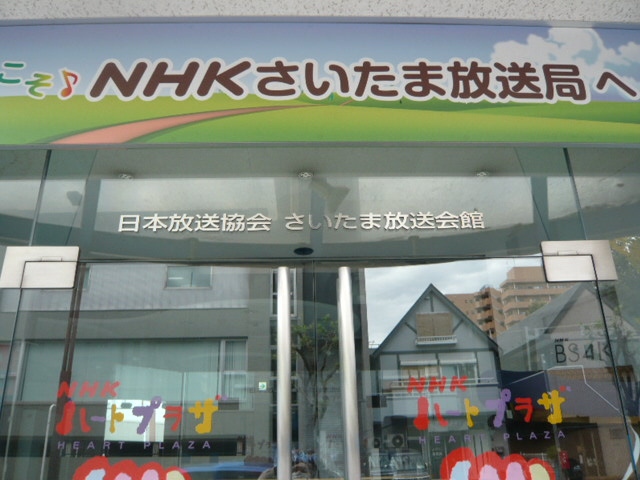 こそ♪ NHKさいたま放送局へ
日本放送協会 さいたま放送会館
BS4K
NHK
ハートプラザ
HEART PLAZA
NHK
ハートプラザ
HEART PLAZA